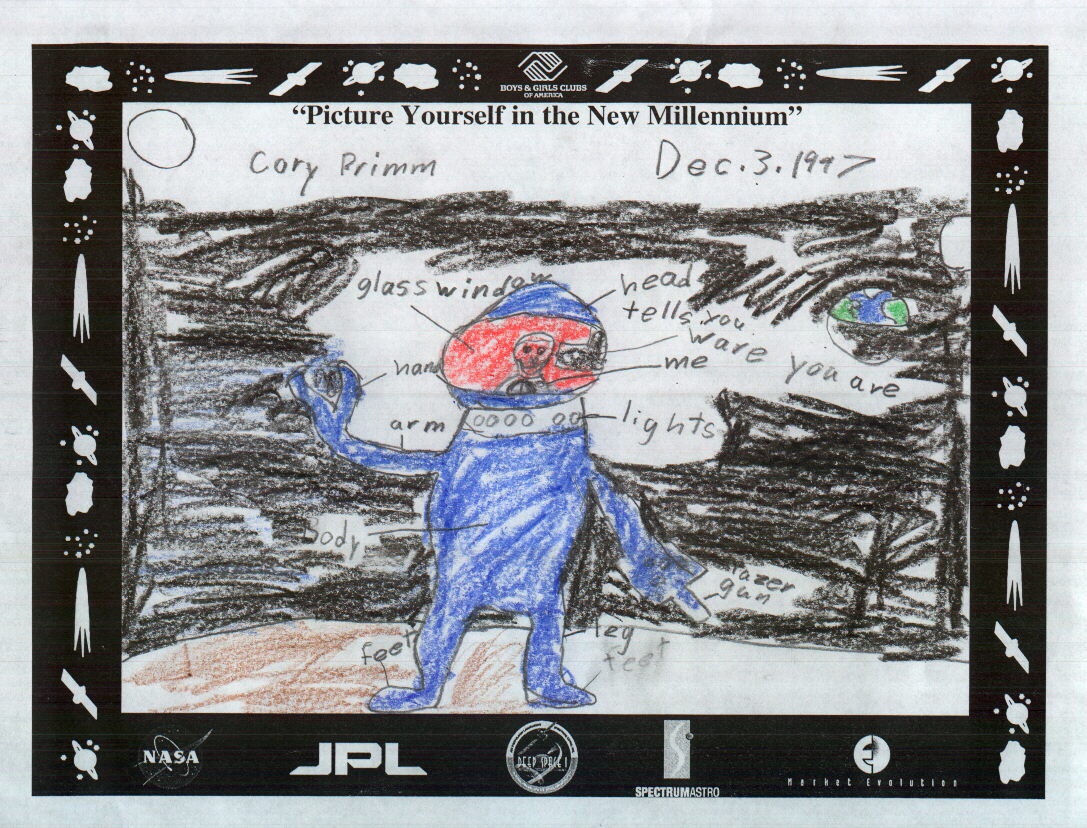 BOYS & GIRLS CLUBS
OF AMERICA
“Picture Yourself in the New Millennium”
Cory Primm
Dec. 3. 1997
glass window
head
tells you
ware you are
me
hand
arm
lights
Body
razer
gun
leg
feet
feet
NASA
JPL
DEEP SPACE 1
SPECTRUMASTRO
Market Evolution